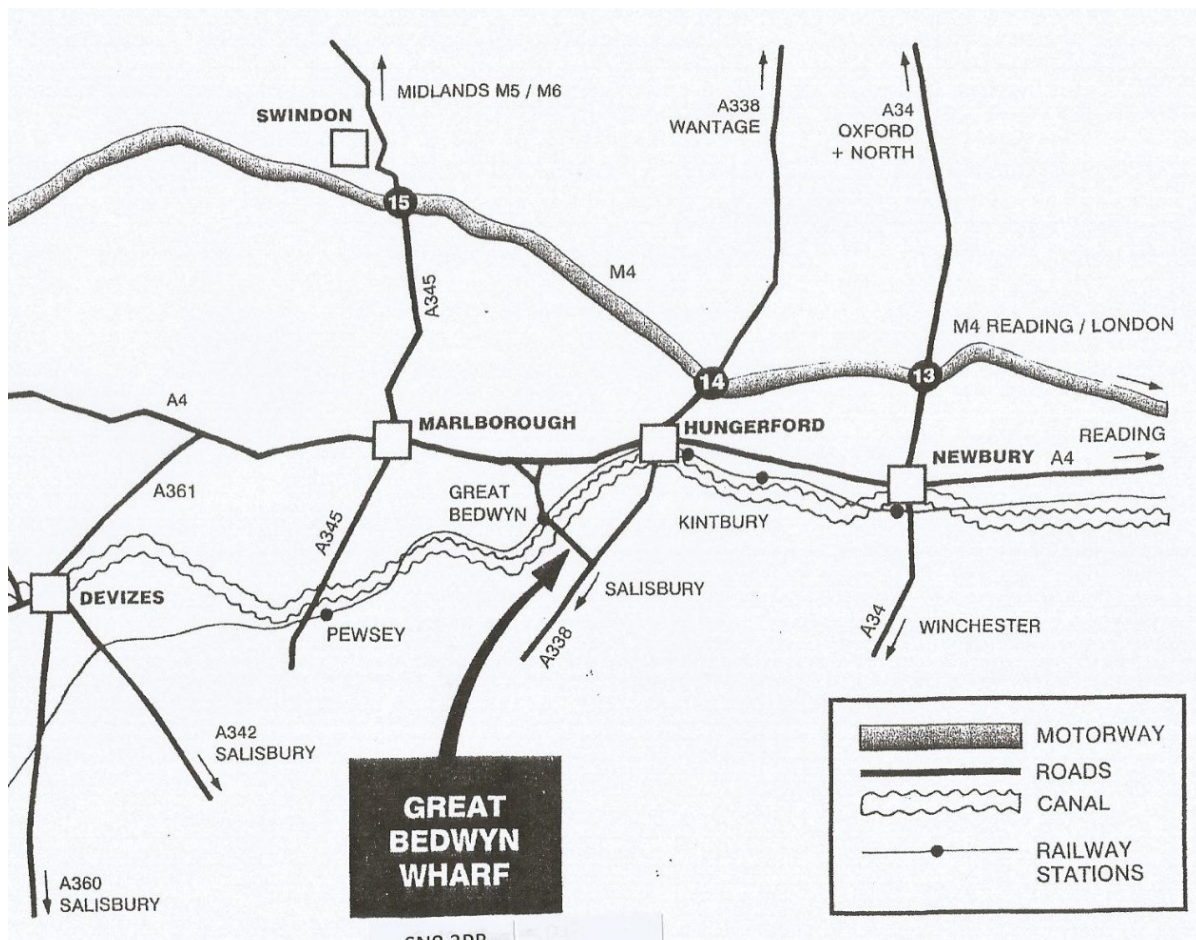 MIDLANDS M5 / M6
SWINDON
A338
WANTAGE
A34
OXFORD
+ NORTH
15
A345
M4
M4 READING / LONDON
14
13
A4
MARLBOROUGH
HUNGERFORD
READING
NEWBURY
A4
A361
GREAT
BEDWYN
KINTBURY
A345
DEVIZES
SALISBURY
PEWSEY
A338
A34
WINCHESTER
A342
SALISBURY
GREAT
BEDWYN
WHARF
A360
SALISBURY
MOTORWAY
ROADS
CANAL
RAILWAY
STATIONS